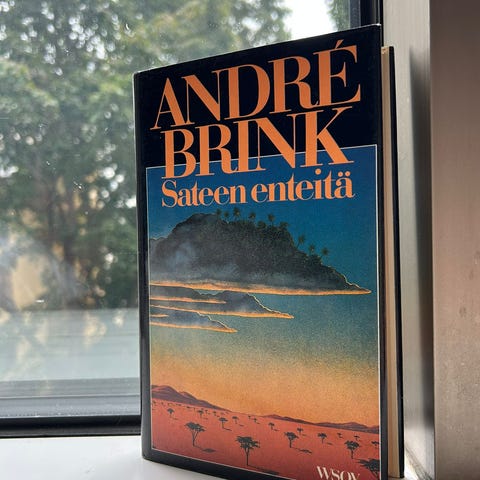 ANDRÉ
BRINK
Sateen enteitä
WSOY